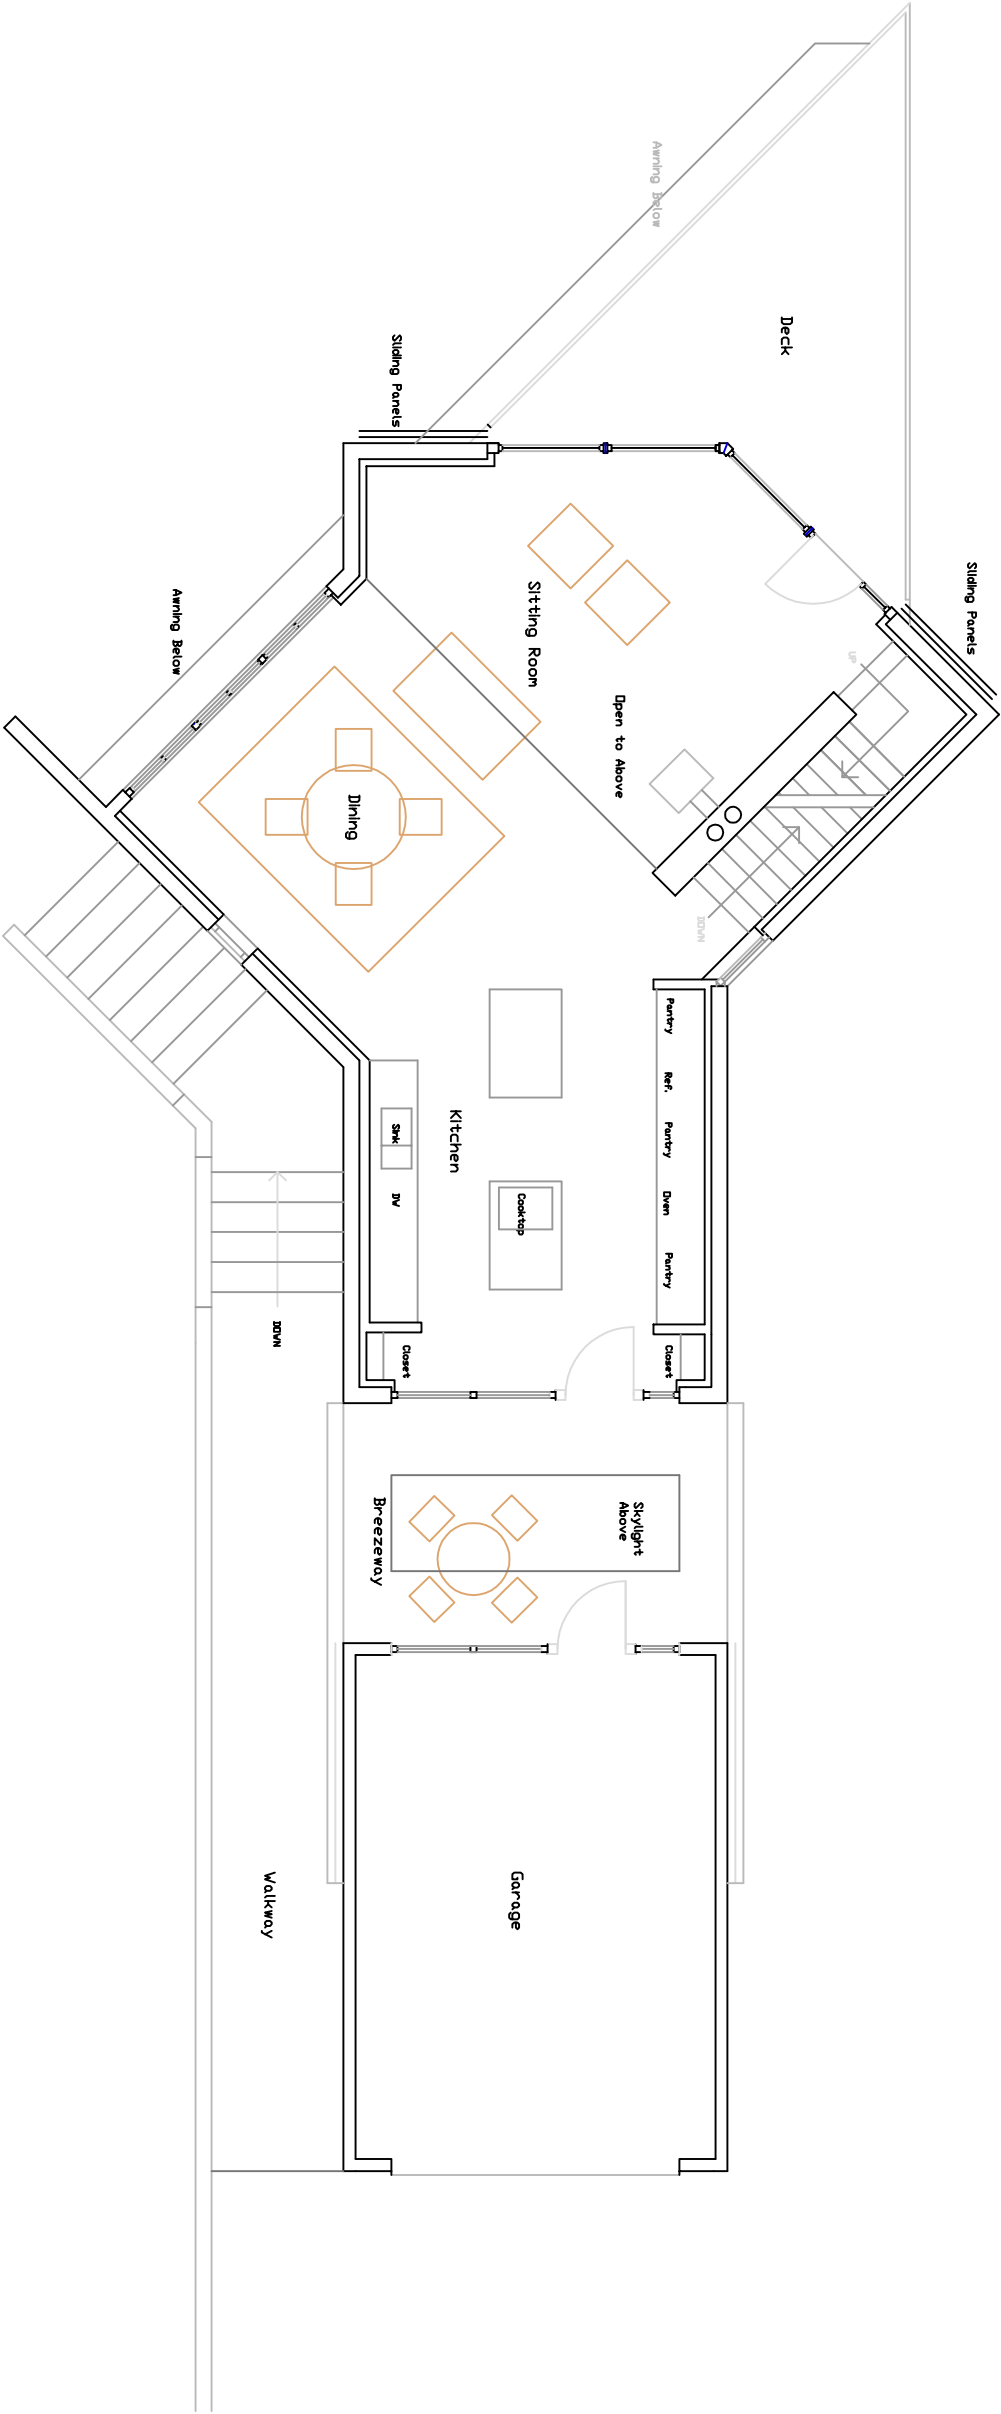 Awning Below
Deck
Sliding Panels
Sliding Panels
Awning Below
Sitting Room
UP
Open to Above
Dining
DOWN
Pantry
Ref.
Pantry
Oven
Pantry
Kitchen
Sink
DW
Cooktop
DOWN
Closet
Closet
Breezeway
Skylight
Above
Garage
Walkway